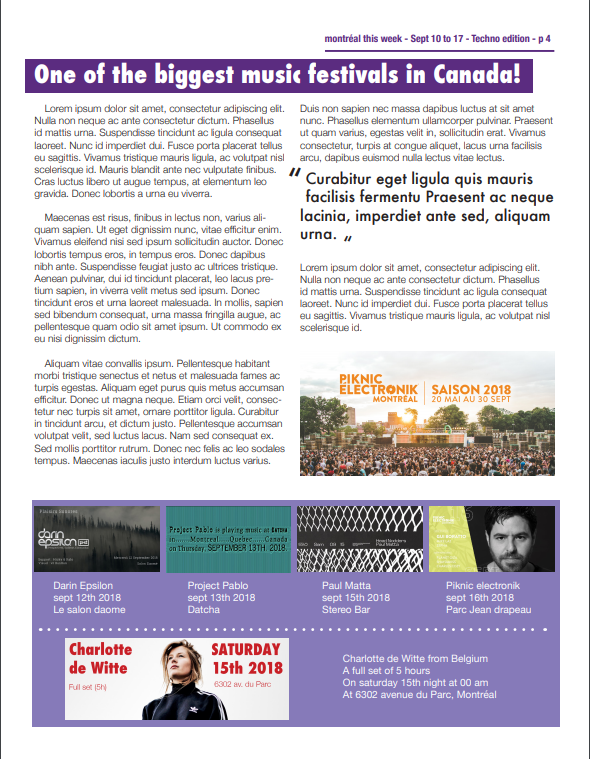 montréal this week - Sept 10 to 17 - Techno edition - p 4
One of the biggest music festivals in Canada!
Lorem ipsum dolor sit amet, consectetur adipiscing elit.
Nulla non neque ac ante consectetur dictum. Phasellus
id mattis urna. Suspendisse tincidunt ac ligula consequat
laoreet. Nunc id imperdiet dui. Fusce porta placerat tellus
eu sagittis. Vivamus tristique mauris ligula, ac volutpat nisl
scelerisque id. Mauris blandit ante nec vulputate finibus.
Cras luctus libero ut augue tempus, at elementum leo
gravida. Donec lobortis a urna eu viverra.
Maecenas est risus, finibus in lectus non, varius ali-
quam sapien. Ut eget dignissim nunc, vitae efficitur enim.
Vivamus eleifend nisi sed ipsum sollicitudin auctor. Donec
lobortis tempus eros, in tempus eros. Donec dapibus
nibh ante. Suspendisse feugiat justo ac ultrices tristique.
Aenean pulvinar, dui id tincidunt placerat, leo lacus pre-
tium sapien, in viverra velit metus sed ipsum. Donec
tincidunt eros et urna laoreet malesuada. In mollis, sapien
sed bibendum consequat, urna massa fringilla augue, ac
pellentesque quam odio sit amet ipsum. Ut commodo ex
eu nisi dignissim dictum.
Aliquam vitae convallis ipsum. Pellentesque habitant
morbi tristique senectus et netus et malesuada fames ac
turpis egestas. Aliquam eget purus quis metus accumsan
efficitur. Donec ut magna neque. Etiam orci velit, consec-
tetur nec turpis sit amet, ornare porttitor ligula. Curabitur
in tincidunt arcu, et dictum justo. Pellentesque accumsan
volutpat velit, sed luctus lacus. Nam sed consequat ex.
Sed mollis porttitor rutrum. Donec nec felis ac leo sodales
tempus. Maecenas iaculis justo interdum luctus varius.
Duis non sapien nec massa dapibus luctus at sit amet
nunc. Phasellus elementum ullamcorper pulvinar. Praesent
ut quam varius, egestas velit in, sollicitudin erat. Vivamus
consectetur, turpis at congue aliquet, lacus urna facilisis
arcu, dapibus euismod nulla lectus vitae lectus.
“ Curabitur eget ligula quis mauris
facilisis fermentu Praesent ac neque
lacinia, imperdiet ante sed, aliquam
urna. „
Lorem ipsum dolor sit amet, consectetur adipiscing elit.
Nulla non neque ac ante consectetur dictum. Phasellus
id mattis urna. Suspendisse tincidunt ac ligula consequat
laoreet. Nunc id imperdiet dui. Fusce porta placerat tellus
eu sagittis. Vivamus tristique mauris ligula, ac volutpat nisl
scelerisque id.
PIKNIC
ELECTRONIK
MONTRÉAL
SAISON 2018
20 MAI AU 30 SEPT
darin
epsilon
Project Pablo is playing music at DATCHA
in......Montreal....Quebec.....Canada
on Thursday. SEPTEMBER 13TH. 2018.
Head Nodders
Paul Matta
Darin Epsilon
sept 12th 2018
Le salon daome
Project Pablo
sept 13th 2018
Datcha
Paul Matta
sept 15th 2018
Stereo Bar
Piknic electronik
sept 16th 2018
Parc Jean drapeau
Charlotte
de Witte
Full set (5h)
SATURDAY
15th 2018
6302 av. du Parc
Charlotte de Witte from Belgium
A full set of 5 hours
On saturday 15th night at 00 am
At 6302 avenue du Parc, Montréal